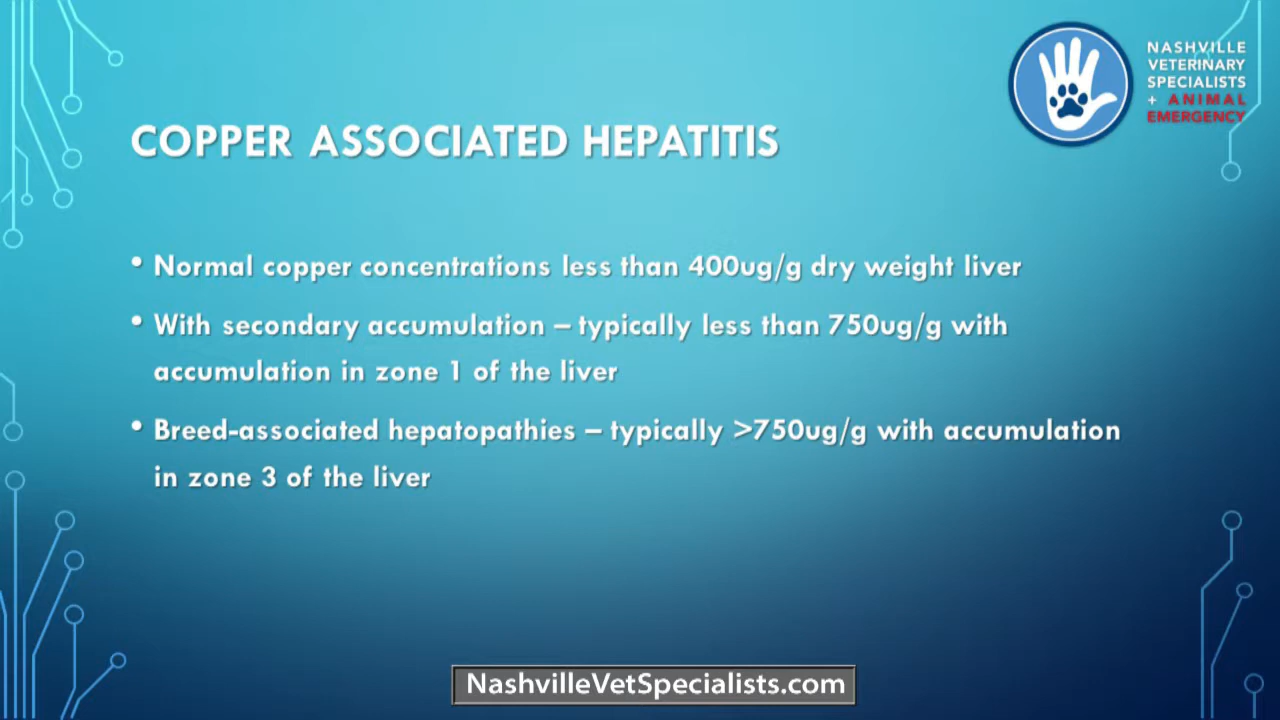 NASHVILLE
VETERINARY
SPECIALISTS
+ ANIMAL
EMERGENCY
COPPER ASSOCIATED HEPATITIS
• Normal copper concentrations less than 400ug/g dry weight liver
• With secondary accumulation – typically less than 750ug/g with
accumulation in zone 1 of the liver
• Breed-associated hepatopathies – typically >750ug/g with accumulation
in zone 3 of the liver
NashvilleVetSpecialists.com